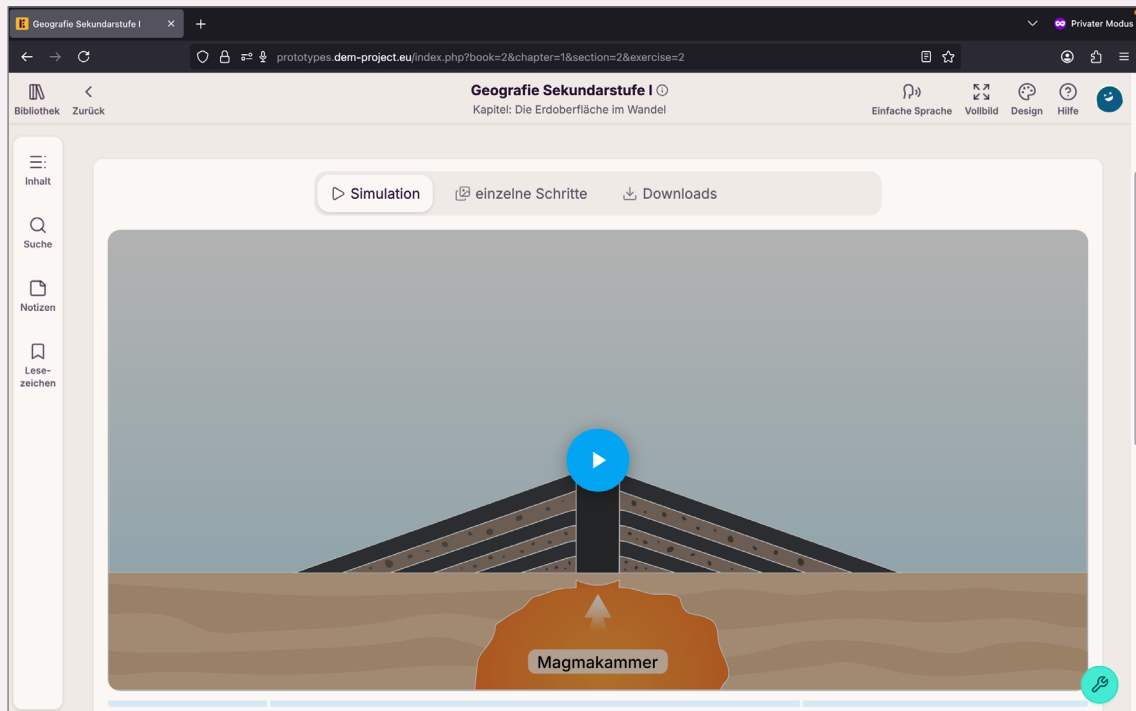 Geografie Sekundarstufe I
Privater Modus
prototypes.dem-project.eu/index.php?book=2&chapter=1&section=2&exercise=2
Bibliothek
Zurück
Geografie Sekundarstufe I
Kapitel: Die Erdoberfläche im Wandel
Einfache Sprache
Vollbild
Design
Hilfe
Inhalt
Suche
Notizen
Lese-
zeichen
Simulation
einzelne Schritte
Downloads
Magmakammer